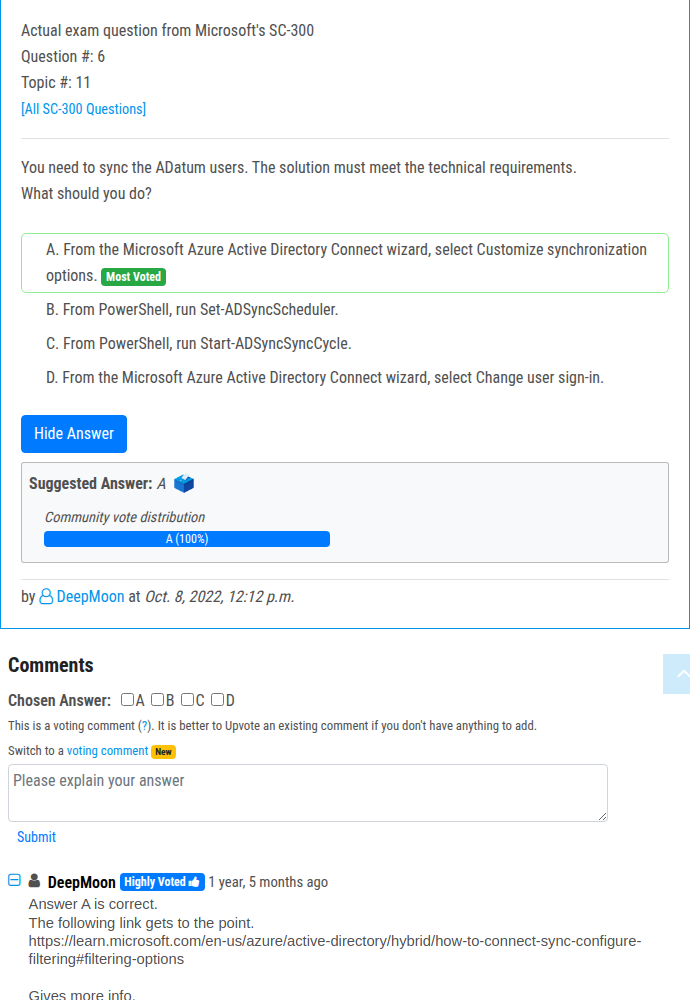 Actual exam question from Microsoft's SC-300
Question #: 6
Topic #: 11
[All SC-300 Questions]
You need to sync the ADatum users. The solution must meet the technical requirements.
What should you do?
A. From the Microsoft Azure Active Directory Connect wizard, select Customize synchronization
options. Most Voted
B. From PowerShell, run Set-ADSyncScheduler.
C. From PowerShell, run Start-ADSyncSyncCycle.
D. From the Microsoft Azure Active Directory Connect wizard, select Change user sign-in.
Hide Answer
Suggested Answer: A
Community vote distribution
A (100%)
by DeepMoon at Oct. 8, 2022, 12:12 p.m.
Comments
Chosen Answer: A B C D
This is a voting comment (?). It is better to Upvote an existing comment if you don't have anything to add.
Switch to a voting comment New
Please explain your answer
Submit
DeepMoon Highly Voted 1 year, 5 months ago
Answer A is correct.
The following link gets to the point.
https://learn.microsoft.com/en-us/azure/active-directory/hybrid/how-to-connect-sync-configure-
filtering#filtering-options
Gives more info.